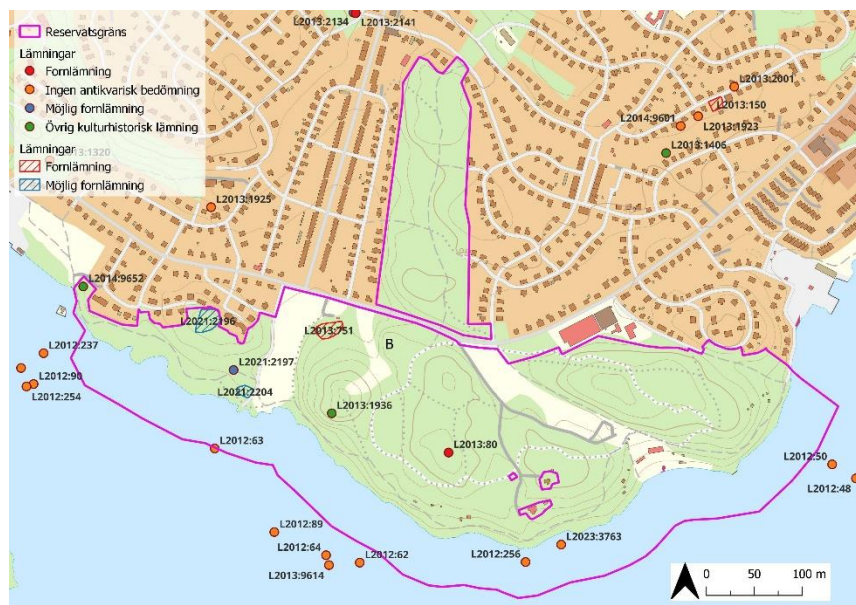 Reservatsgräns
Lämningar
Fornlämning
Ingen antikvarisk bedömning
Möjlig fornlämning
Övrig kulturhistorisk lämning
Lämningar
Fornlämning
Möjlig fornlämning
L2013:2134
L2013:2141
L2013:2001
L2013:150
L2014:9601
L2013:1923
L2013:1406
:1320
L2013:1925
L2014:9652
L2021:2196
L2013:751
B
L2012:237
L2021:2197
L2012:90
L2012:254
L2021:2204
L2013:1936
L2012:63
L2013:80
L2012:50
L2012:48
L2012:89
L2023:3763
L2012:64
L2012:62
L2012:256
L2013:9614
0 50 100 m